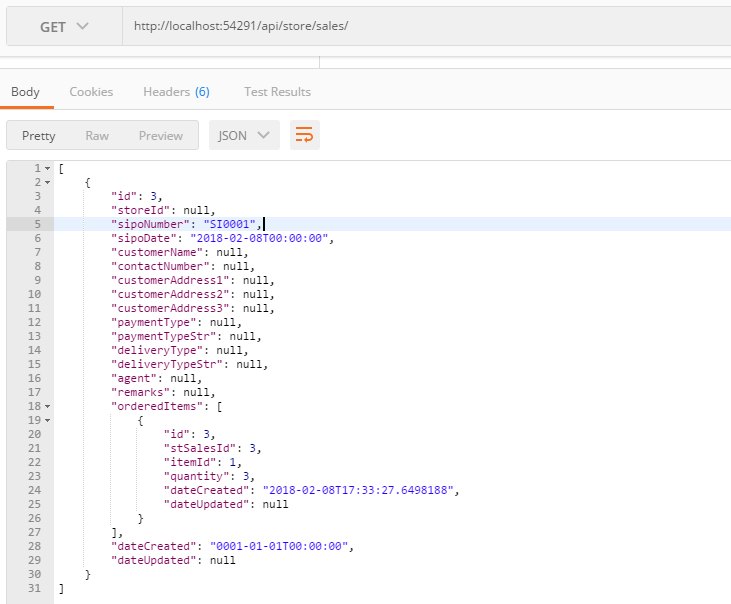 GET http://localhost:54291/api/store/sales/
Body Cookies Headers (6) Test Results
Pretty Raw Preview JSON
1 [
2 {
3 "id": 3,
4 "storeId": null,
5 "sipoNumber": "SI0001",
6 "sipoDate": "2018-02-08T00:00:00",
7 "customerName": null,
8 "contactNumber": null,
9 "customerAddress1": null,
10 "customerAddress2": null,
11 "customerAddress3": null,
12 "paymentType": null,
13 "paymentTypeStr": null,
14 "deliveryType": null,
15 "deliveryTypeStr": null,
16 "agent": null,
17 "remarks": null,
18 "orderedItems": [
19 {
20 "id": 3,
21 "stSalesId": 3,
22 "itemId": 1,
23 "quantity": 3,
24 "dateCreated": "2018-02-08T17:33:27.6498188",
25 "dateUpdated": null
26 }
27 ],
28 "dateCreated": "0001-01-01T00:00:00",
29 "dateUpdated": null
30 }
31 ]